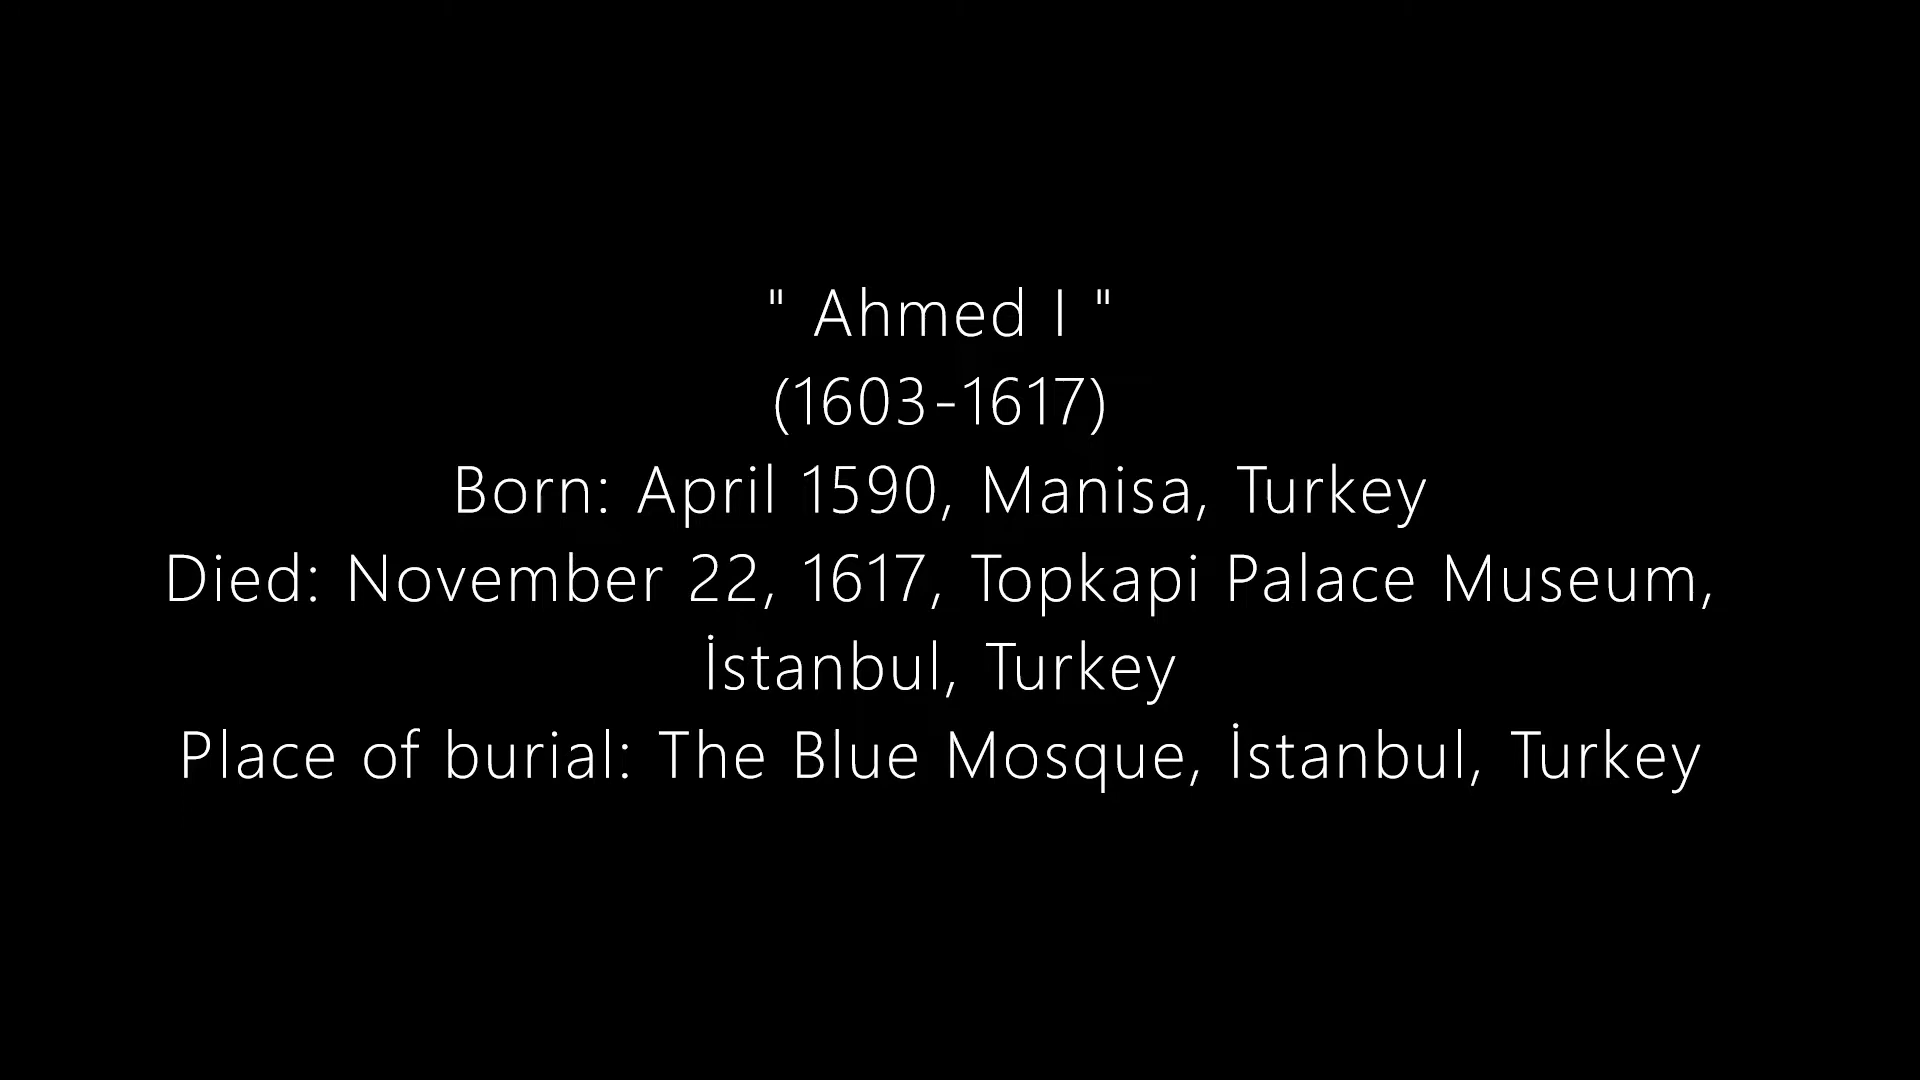 " Ahmed I "
(1603-1617)
Born: April 1590, Manisa, Turkey
Died: November 22, 1617, Topkapi Palace Museum,
İstanbul, Turkey
Place of burial: The Blue Mosque, İstanbul, Turkey